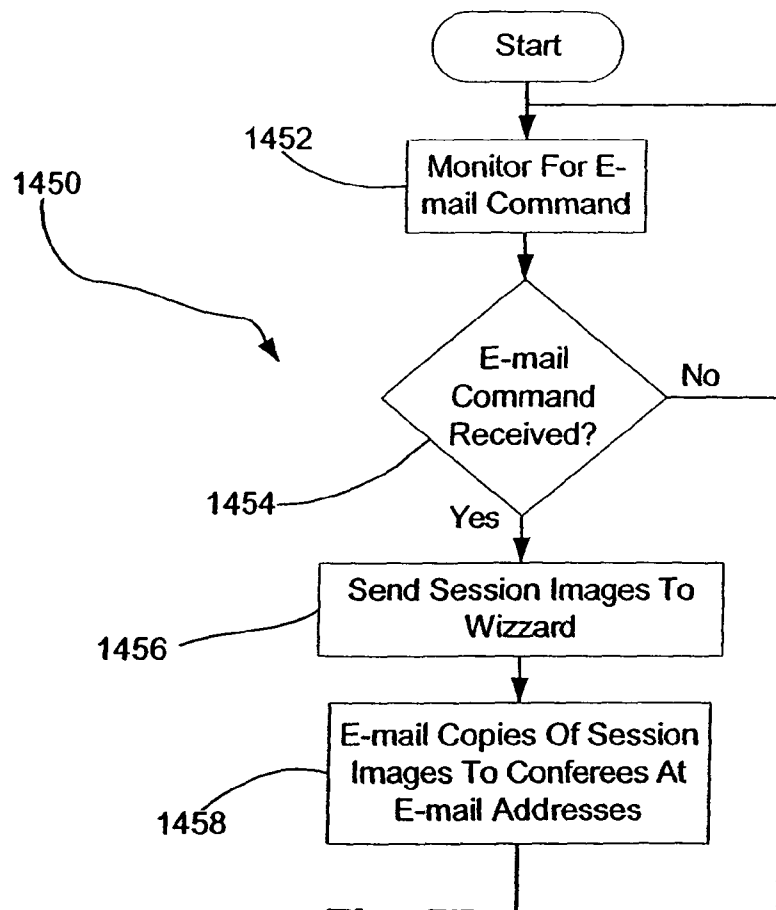 Start
1452
Monitor For E-
mail Command
1450
E-mail
Command
Received?
No
1454
Yes
Send Session Images To
Wizzard
1456
E-mail Copies Of Session
Images To Conferees At
E-mail Addresses
1458